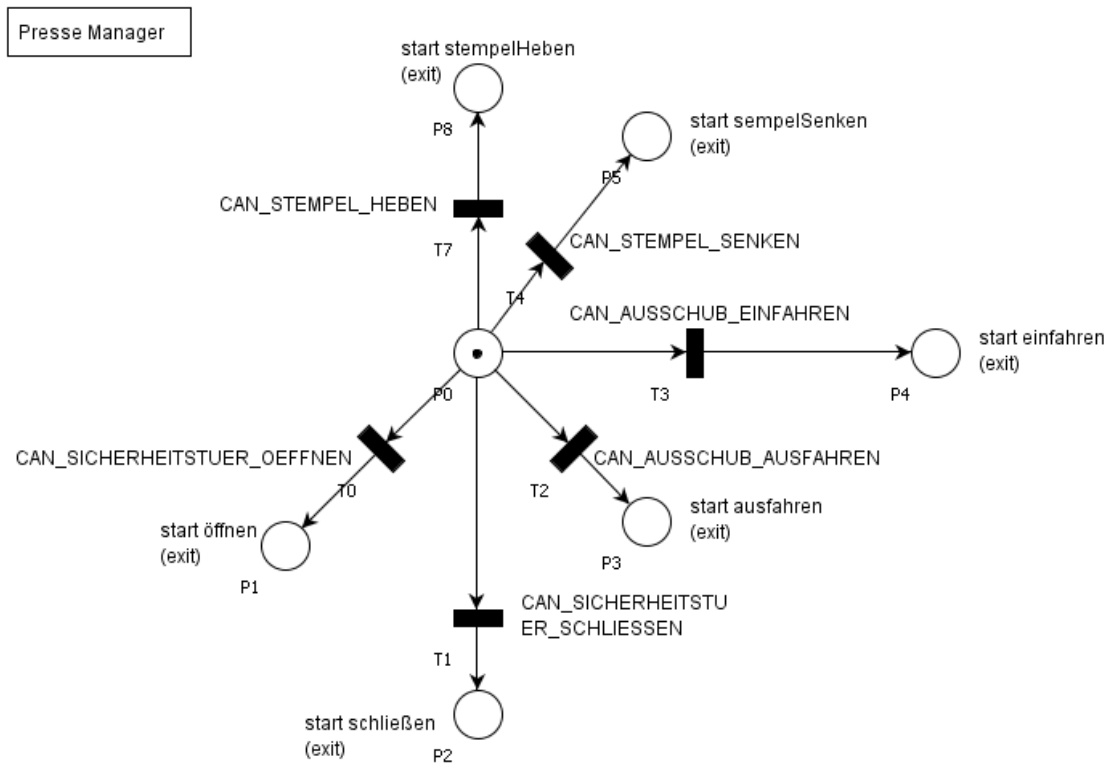 Presse Manager
start stempelHeben
(exit)
P8
start sempelSenken
(exit)
P5
CAN_STEMPEL_HEBEN
T7
CAN_STEMPEL_SENKEN
T4
CAN_AUSSCHUB_EINFAHREN
start einfahren
(exit)
P0
T3
P4
CAN_SICHERHEITSTUER_OEFFNEN
T0
CAN_AUSSCHUB_AUSFAHREN
T2
start ausfahren
(exit)
P3
start öffnen
(exit)
P1
CAN_SICHERHEITSTU
ER_SCHLIESSEN
T1
start schließen
(exit)
P2